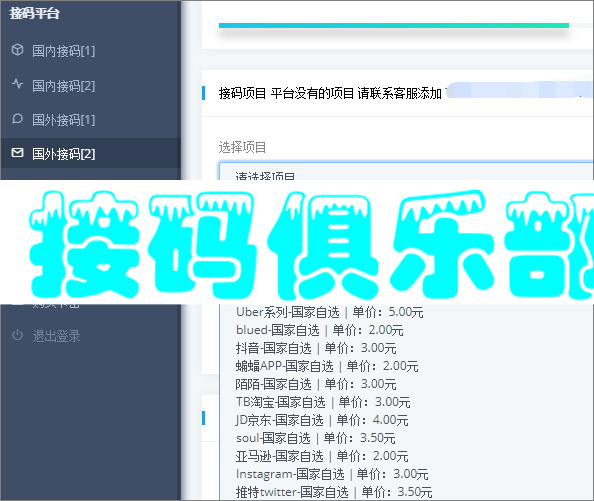 接码平台
国内接码[1]
国内接码[2]
国外接码[1]
国外接码[2]
接码项目 平台没有的项目 请联系客服添加
选择项目
请选择项目
接码俱乐部
退出登录
Uber系列-国家自选 | 单价：5.00元
blued-国家自选 | 单价：2.00元
抖音-国家自选 | 单价：3.00元
蝙蝠APP-国家自选 | 单价：2.00元
陌陌-国家自选 | 单价：3.00元
TB淘宝-国家自选 | 单价：3.00元
JD京东-国家自选 | 单价：4.00元
soul-国家自选 | 单价：3.50元
亚马逊-国家自选 | 单价：2.00元
Instagram-国家自选 | 单价：3.00元
推特twitter-国家自选 | 单价：3.50元